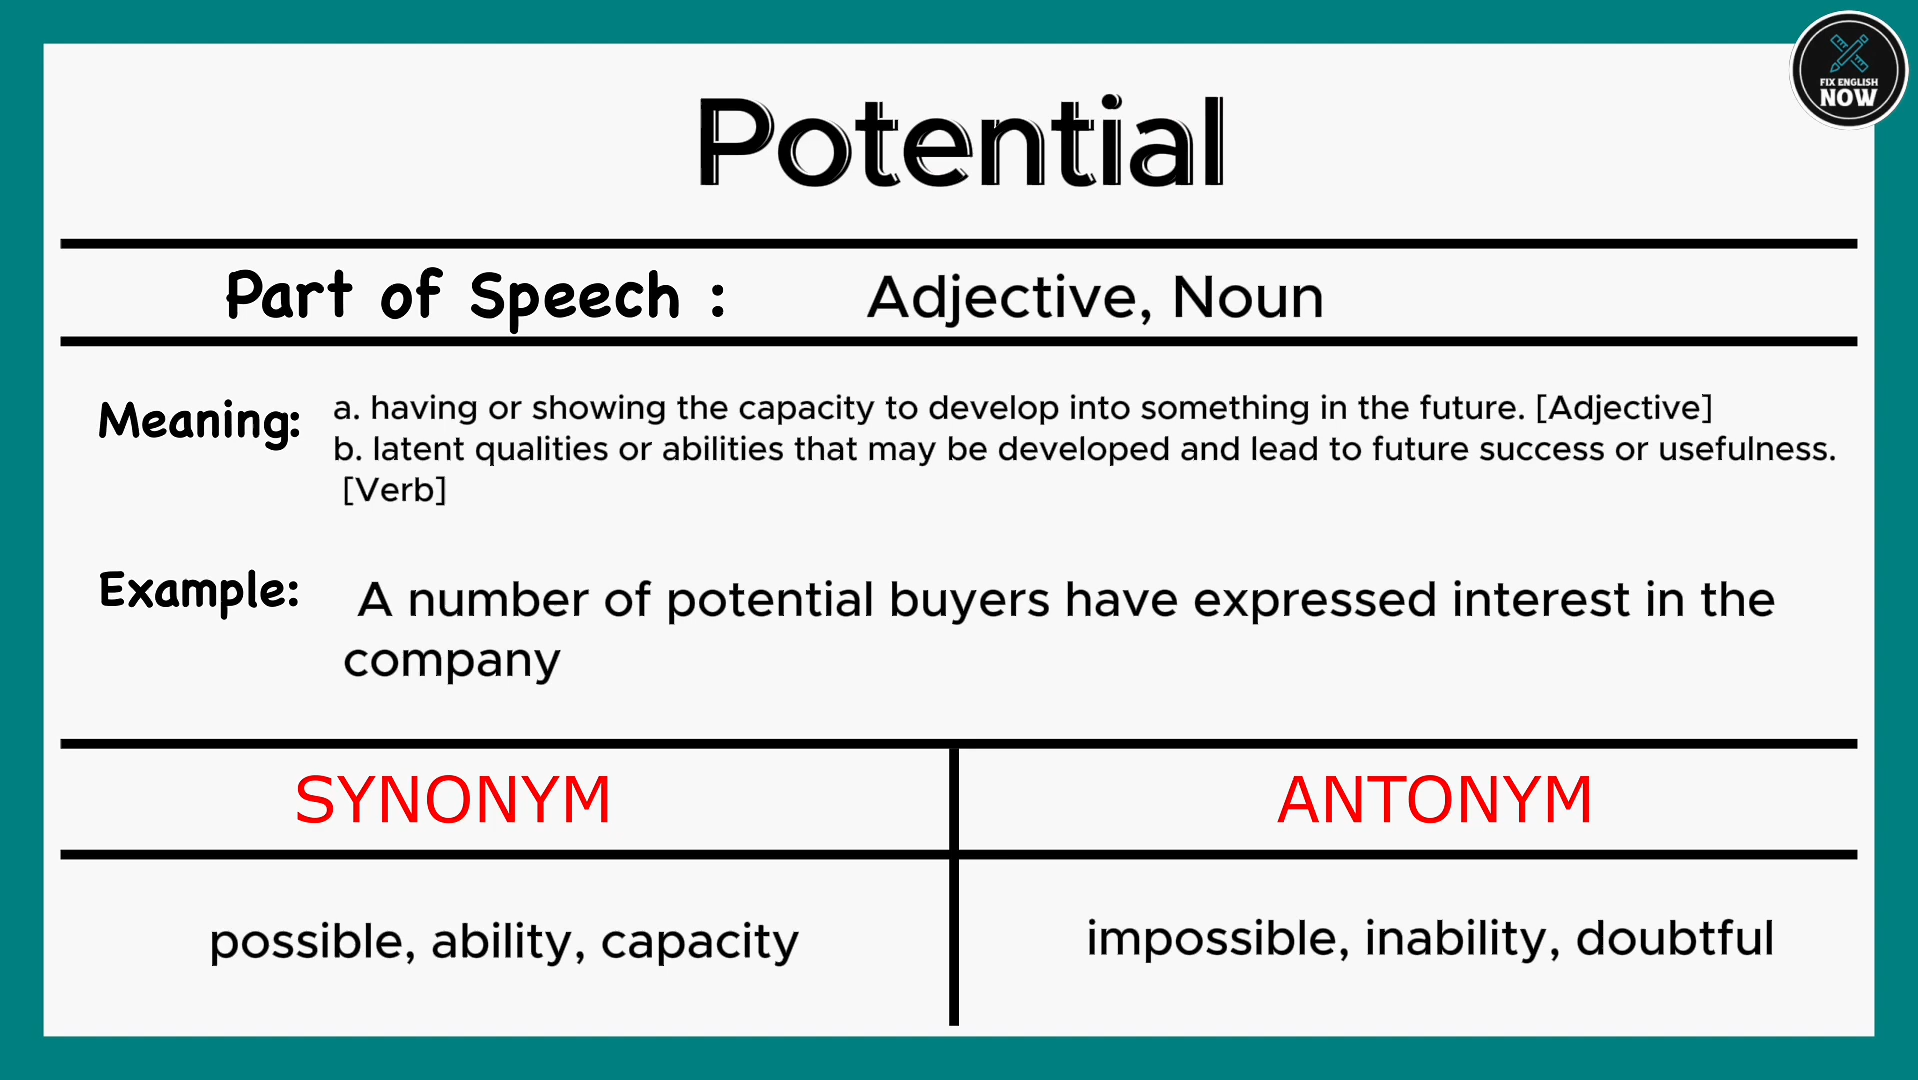 FIX ENGLISH
NOW
Potential
Part of Speech : Adjective, Noun
Meaning: a. having or showing the capacity to develop into something in the future. [Adjective]
b. latent qualities or abilities that may be developed and lead to future success or usefulness.
[Verb]
Example: A number of potential buyers have expressed interest in the
company
SYNONYM ANTONYM
possible, ability, capacity impossible, inability, doubtful